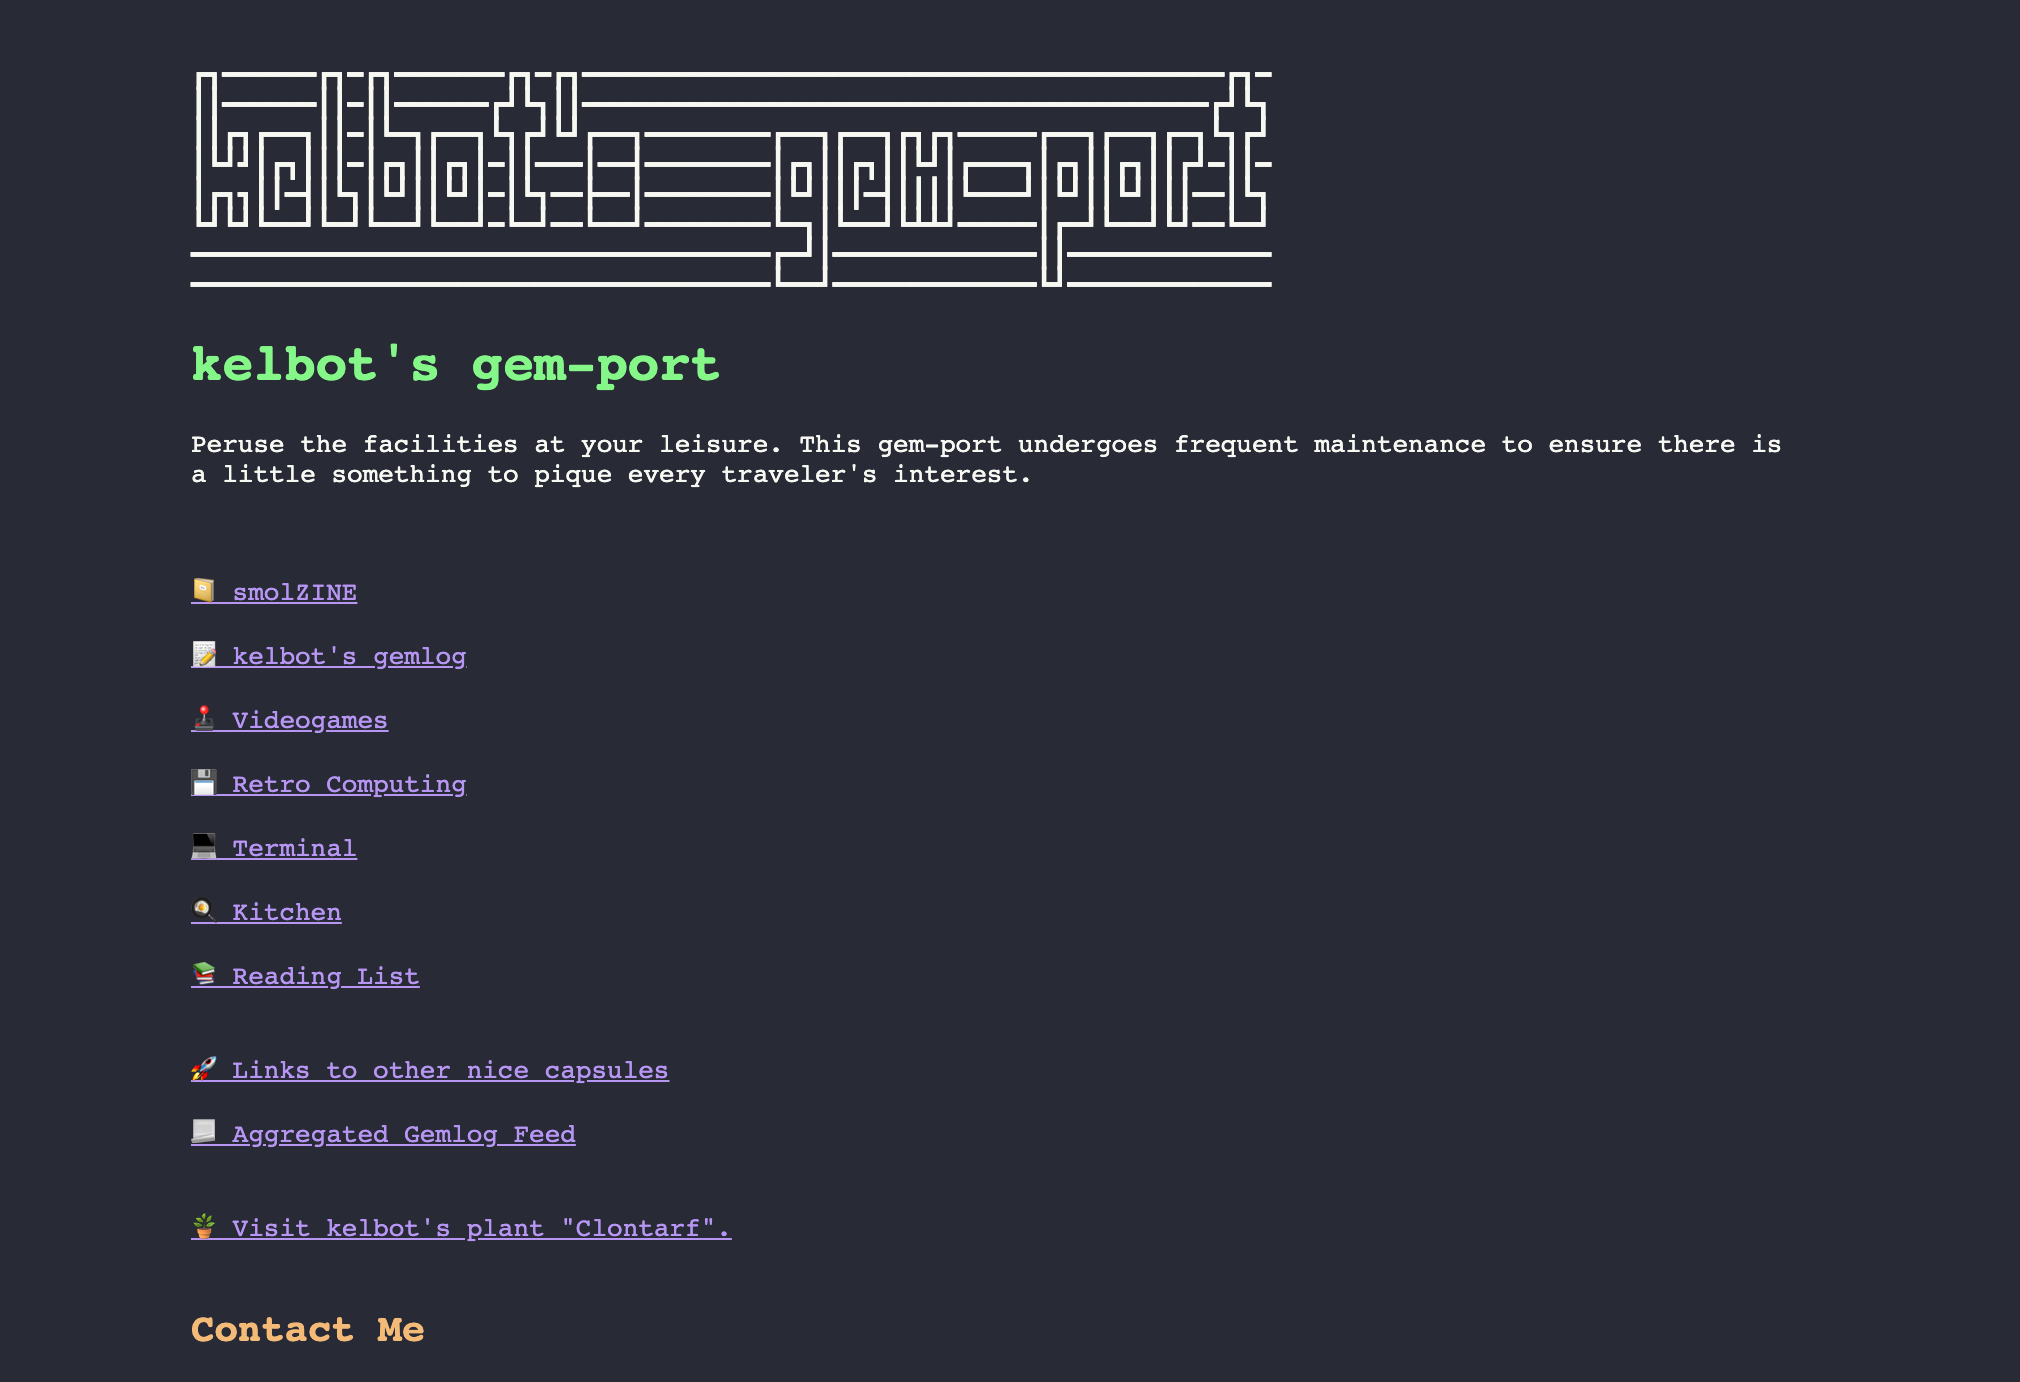 kelbot's gem-port
kelbot's gem-port
Peruse the facilities at your leisure. This gem-port undergoes frequent maintenance to ensure there is
a little something to pique every traveler's interest.
smolZINE
kelbot's gemlog
Videogames
Retro Computing
Terminal
Kitchen
Reading List
Links to other nice capsules
Aggregated Gemlog Feed
Visit kelbot's plant "Clontarf".
Contact Me